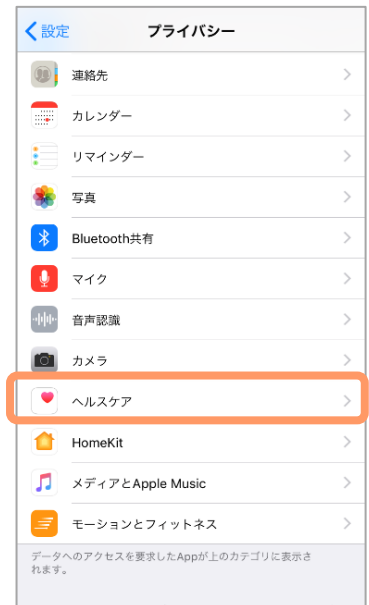 設定
プライバシー
連絡先
カレンダー
リマインダー
写真
Bluetooth共有
マイク
音声認識
カメラ
ヘルスケア
HomeKit
メディアとApple Music
モーションとフィットネス
データへのアクセスを要求したAppが上のカテゴリに表示さ
れます。